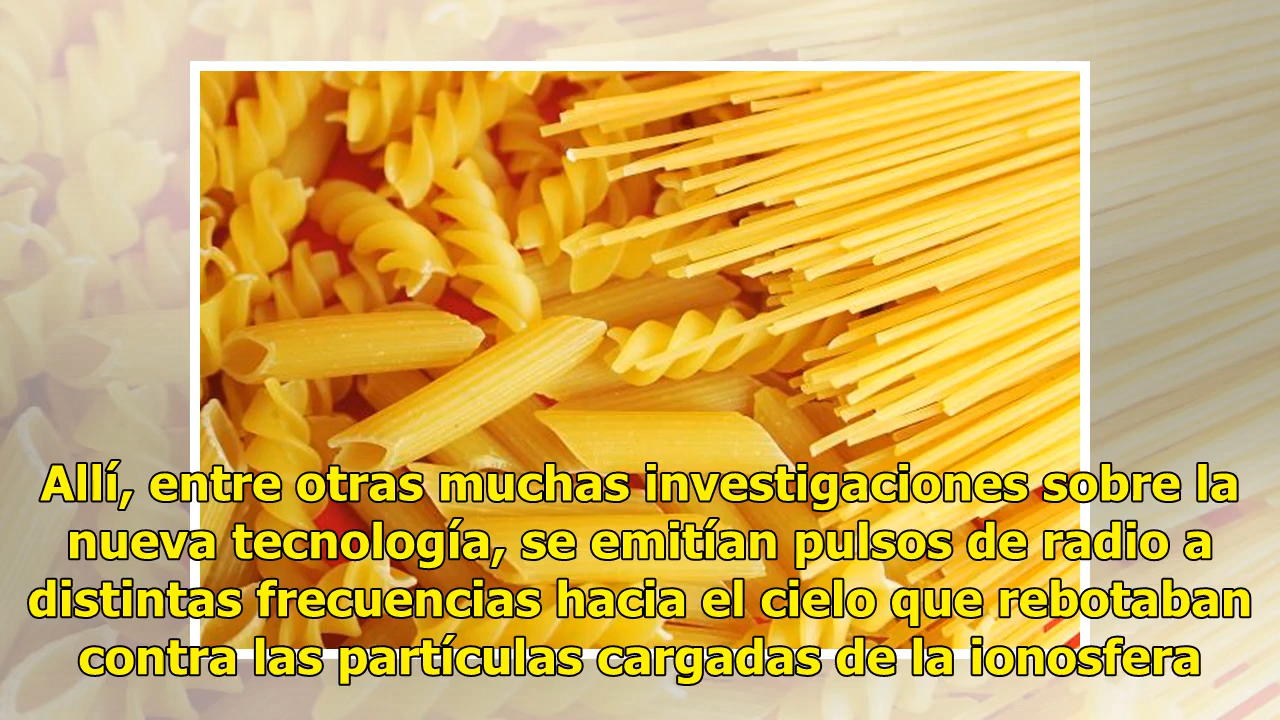 Allí, entre otras muchas investigaciones sobre la
nueva tecnología, se emitían pulsos de radio a
distintas frecuencias hacia el cielo que rebotaban
contra las partículas cargadas de la ionosfera